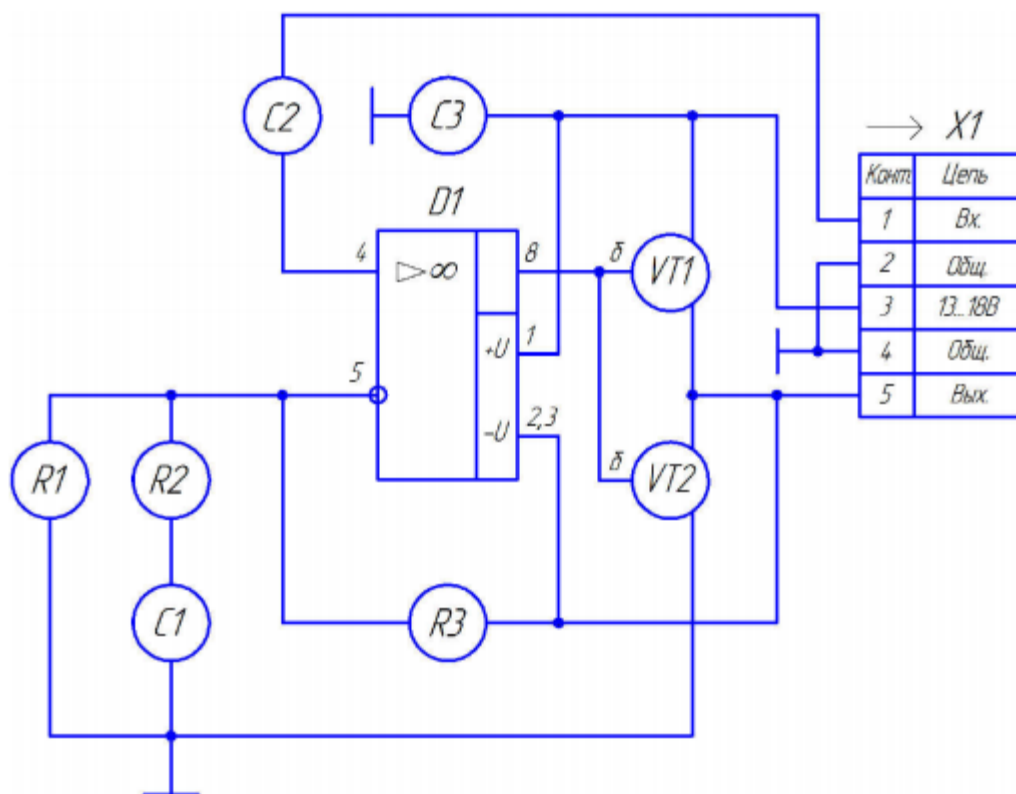 C2
C3
X1
Конт.
Цепь
D1
1
Вх.
4
▷∞
8
б
VT1
2
Общ.
3
13...18В
+U
1
4
Общ.
5
5
Вых.
-U
2,3
б
VT2
R1
R2
C1
R3